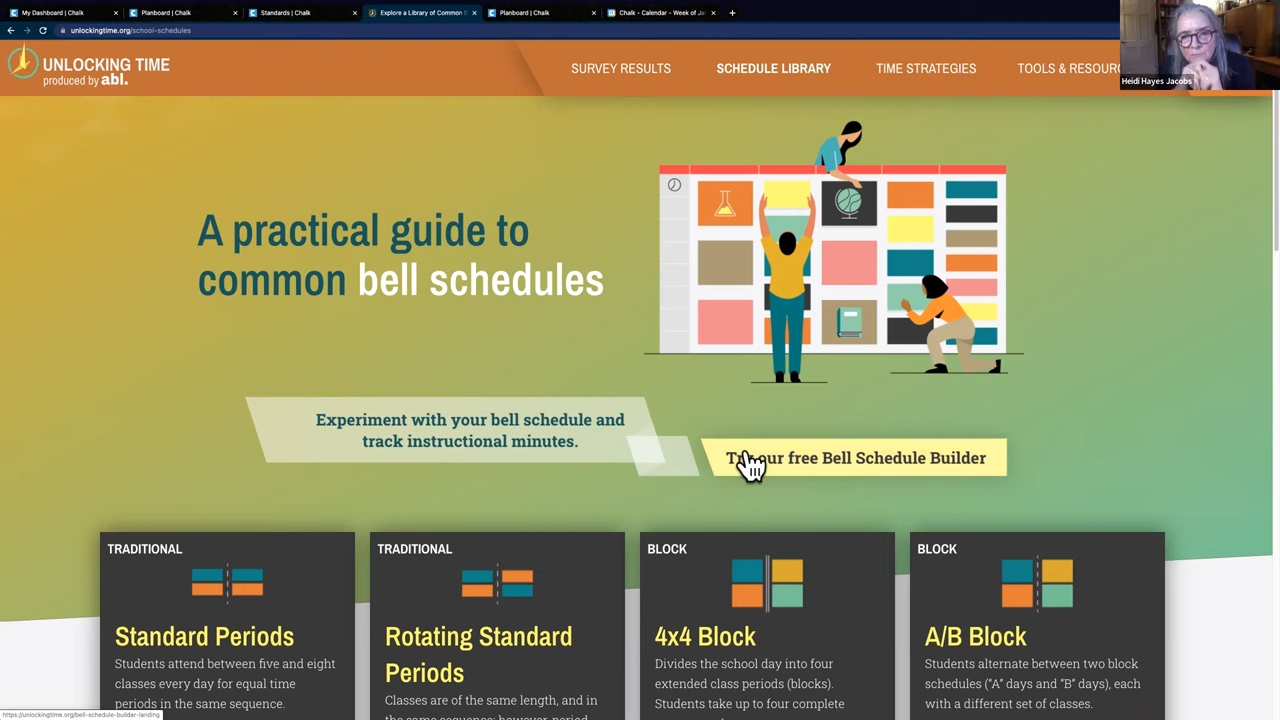 My Dashboard | Chalk
Planboard | Chalk
Standards | Chalk
Explore a Library of Common
Planboard | Chalk
Chalk - Calendar - Week of
unlockingtime.org/school-schedules
Heidi Hayes Jacobs
UNLOCKING TIME
produced by abl.
SURVEY RESULTS
SCHEDULE LIBRARY
TIME STRATEGIES
TOOLS &
A practical guide to
common bell schedules
Experiment with your bell schedule and
track instructional minutes.
our free Bell Schedule Builder
TRADITIONAL
Standard Periods
Students attend between five and eight
classes every day for equal time
periods in the same sequence.
TRADITIONAL
Rotating Standard
Periods
Classes are of the same length, and in
the same sequence; however, period
BLOCK
4x4 Block
Divides the school day into four
extended class periods (blocks).
Students take up to four complete
BLOCK
A/B Block
Students alternate between two block
schedules ("A" days and "B" days), each
with a different set of classes.
https://unlockingtime.org/bell-schedule-builder-landing